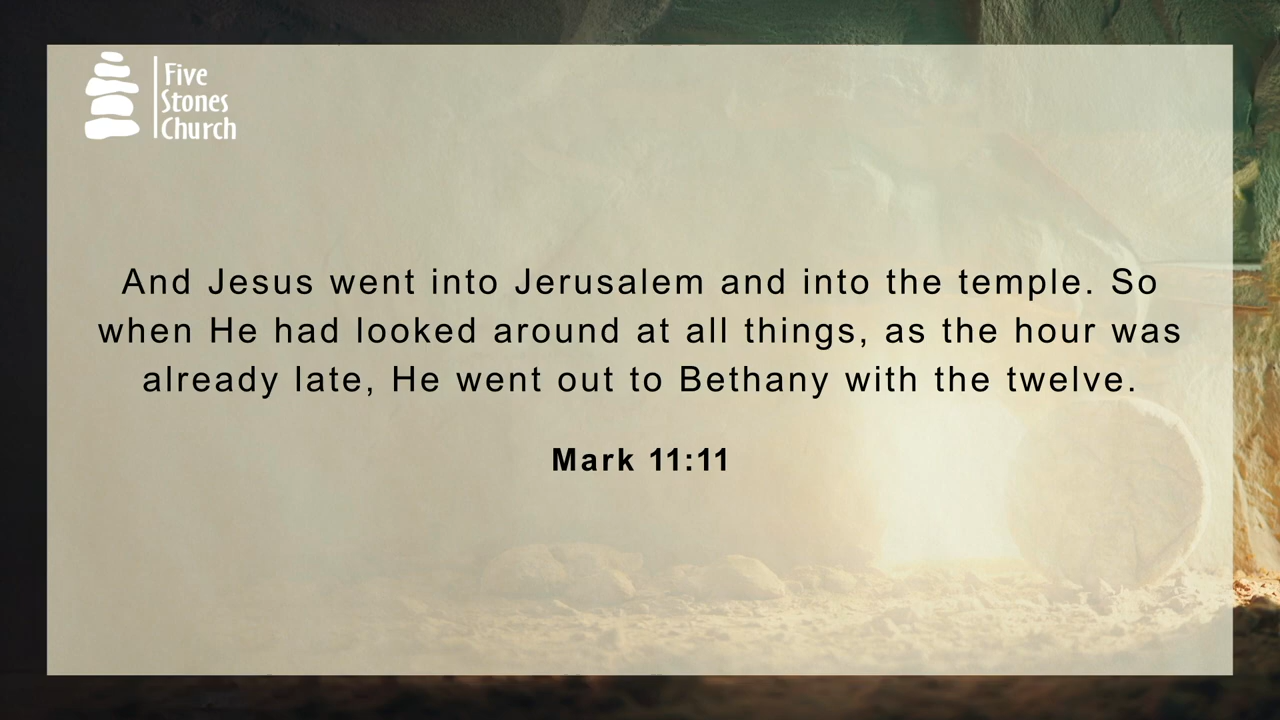 Five
Stones
Church
And Jesus went into Jerusalem and into the temple. So
when He had looked around at all things, as the hour was
already late, He went out to Bethany with the twelve.
Mark 11:11